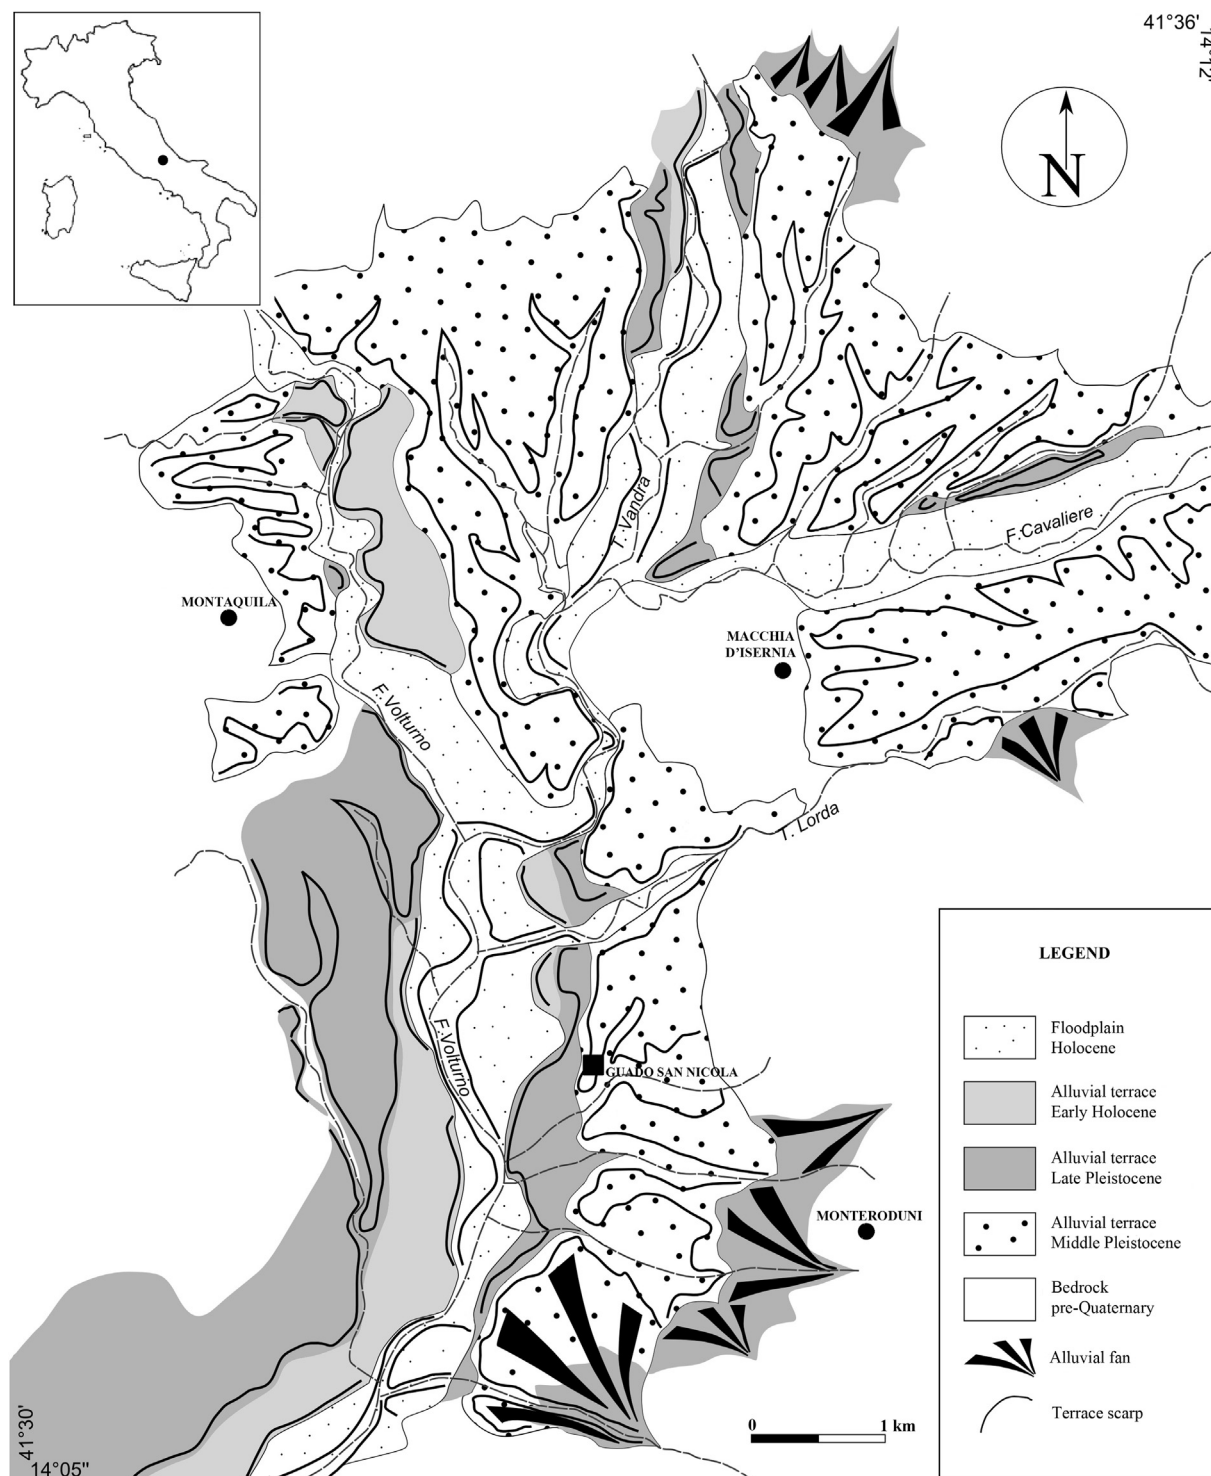 41°36'
14°12'
N
T. Vandra
F. Cavaliere
MONTAQUILA
MACCHIA
D'ISERNIA
F. Volturno
T. Lorda
F. Volturno
GUADO SAN NICOLA
MONTERODUNI
LEGEND
Floodplain
Holocene
Alluvial terrace
Early Holocene
Alluvial terrace
Late Pleistocene
Alluvial terrace
Middle Pleistocene
Bedrock
pre-Quaternary
Alluvial fan
Terrace scarp
0 1 km
41°30'
14°05"